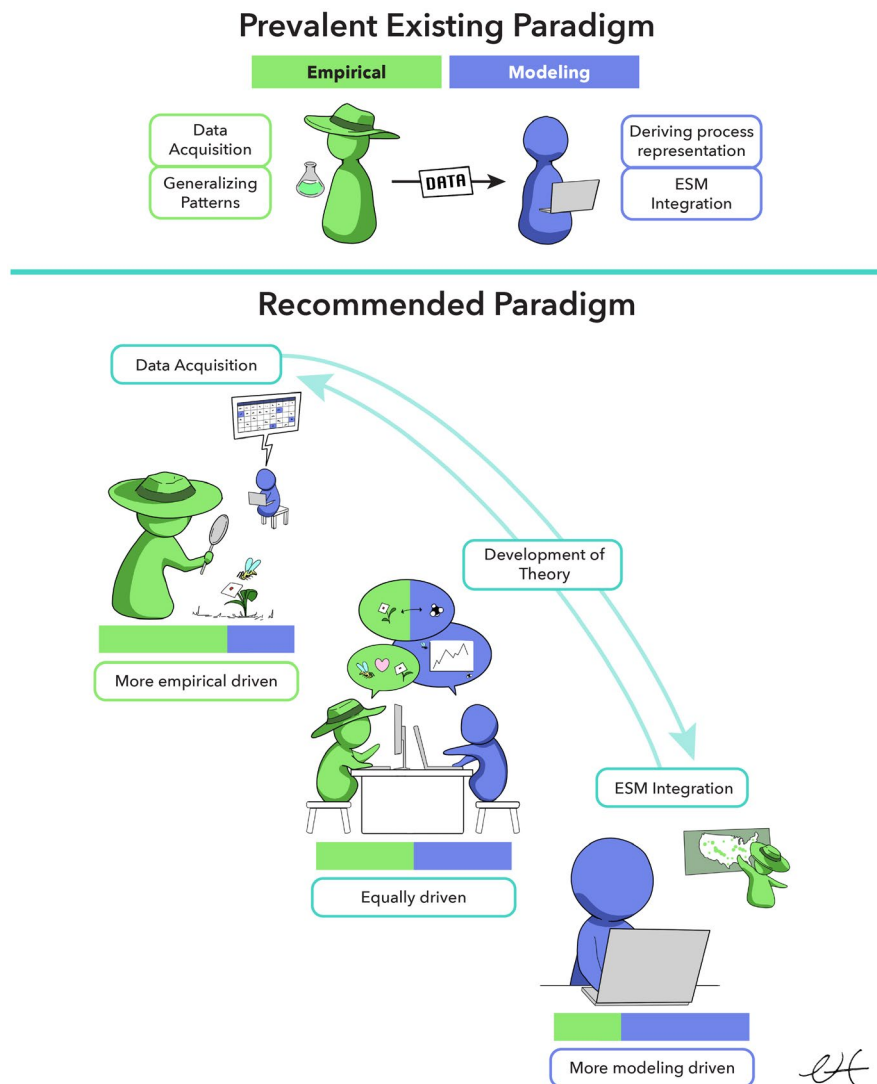 Prevalent Existing Paradigm
Empirical
Modeling
Data
Acquisition
Generalizing
Patterns
DATA
Deriving process
representation
ESM
Integration
Recommended Paradigm
Data Acquisition
Development of
Theory
More empirical driven
ESM Integration
Equally driven
More modeling driven